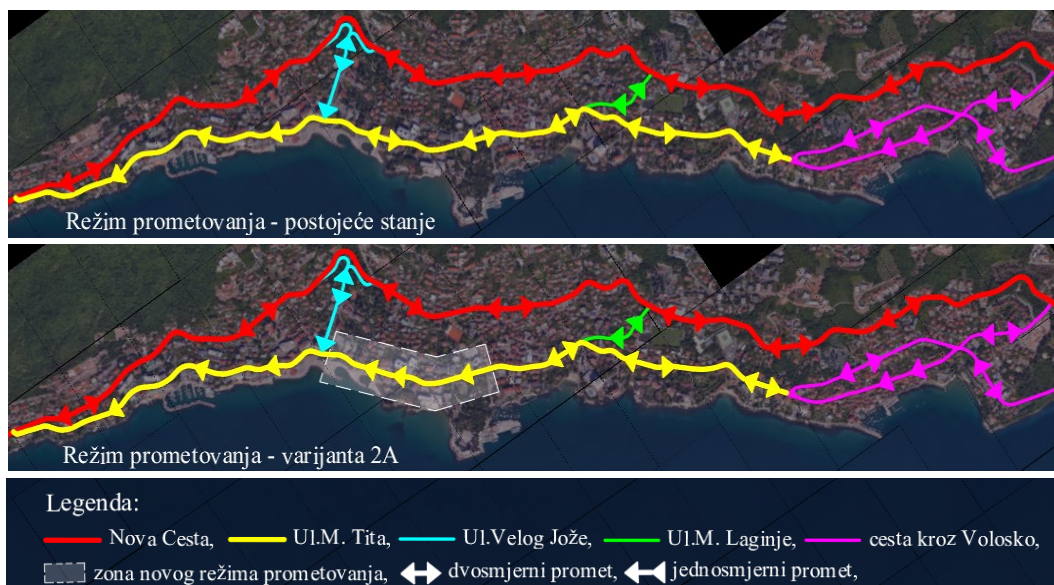 Režim prometovanja - postojeće stanje
Režim prometovanja - varijanta 2A
Legenda:
Nova Cesta, Ul.M. Tita, Ul.Velog Jože, Ul.M. Laginje, cesta kroz Volosko,
zona novog režima prometovanja, dvosmjerni promet, jednosmjerni promet,